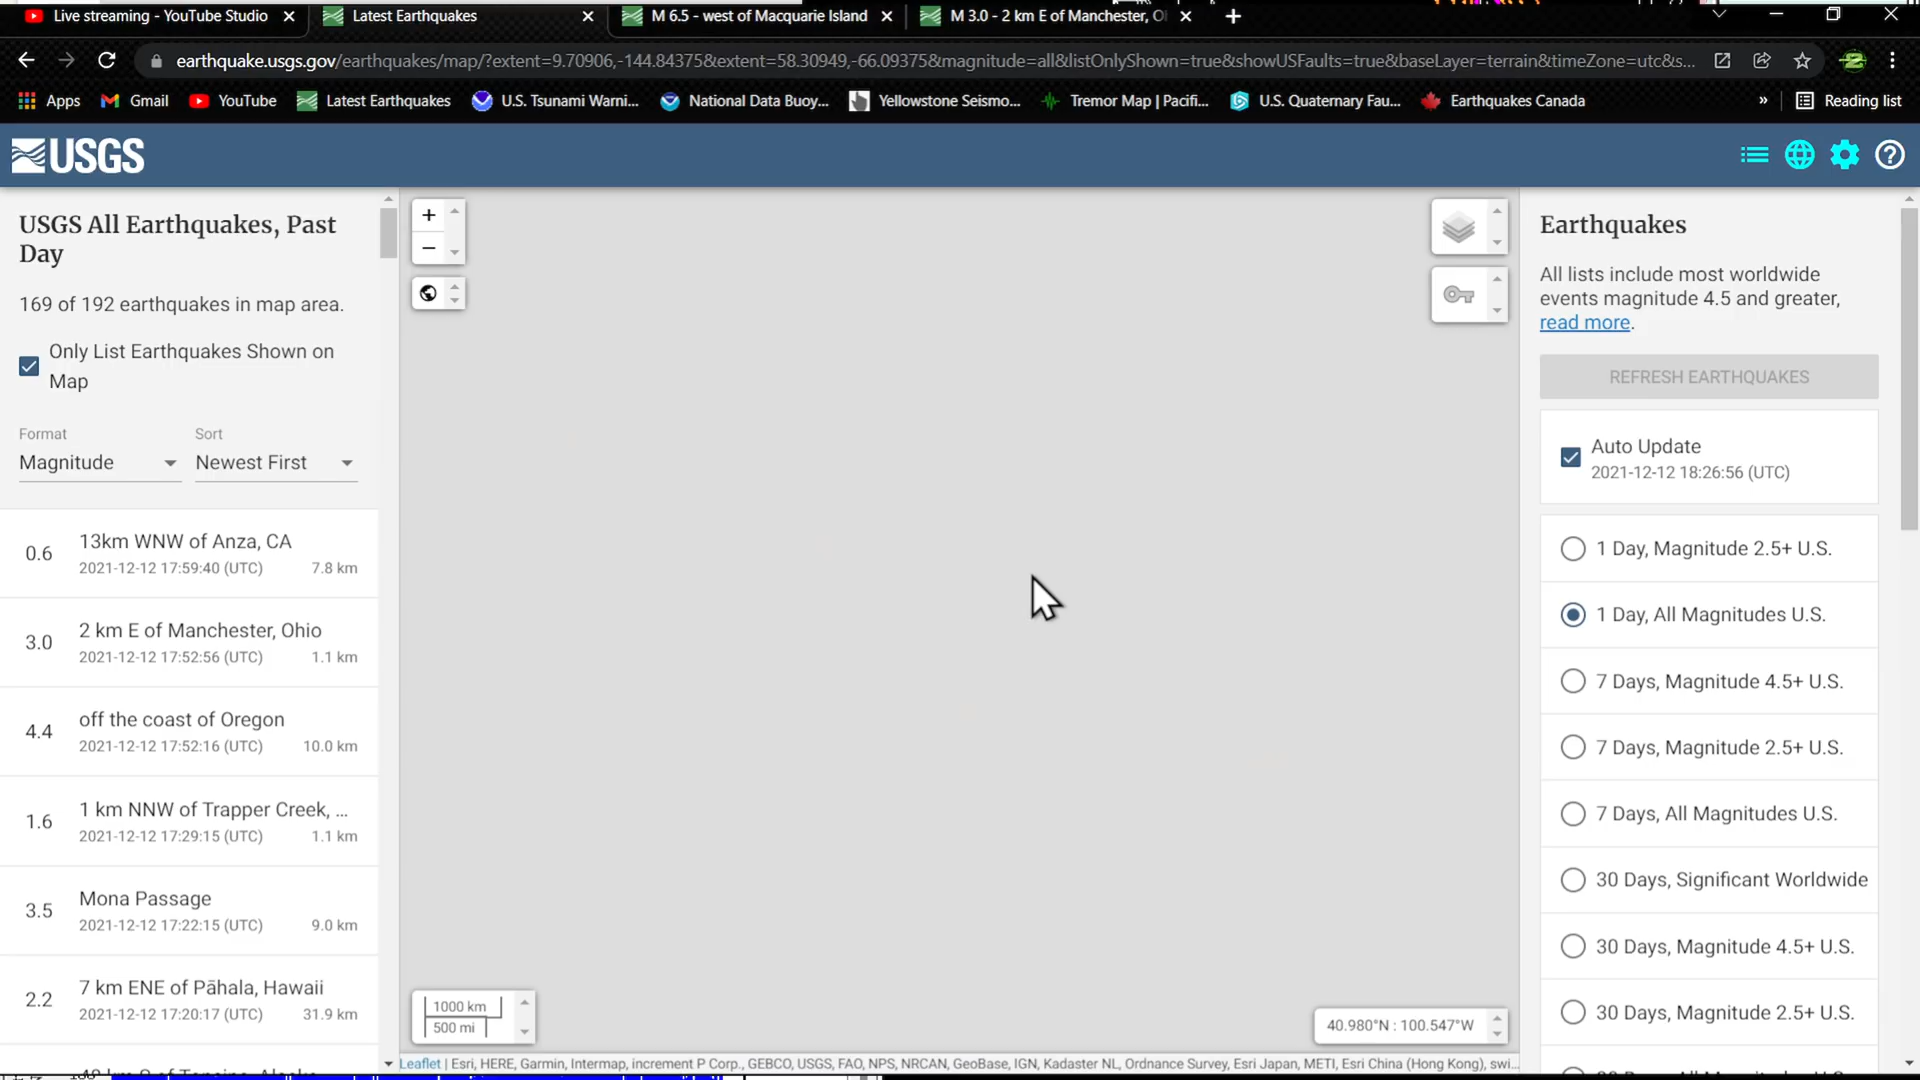 Live streaming - YouTube Studio
Latest Earthquakes
M 6.5 - west of Macquarie Island
M 3.0 - 2 km E of Manchester, O
earthquake.usgs.gov/earthquakes/map/?extent=9.70906,-144.84375&extent=58.30949,-66.09375&magnitude=all&listOnlyShown=true&showUSFaults=true&baseLayer=terrain&timeZone=utc&s...
Apps
Gmail
YouTube
Latest Earthquakes
U.S. Tsunami Warni...
National Data Buoy...
Yellowstone Seismo...
Tremor Map | Pacifi...
U.S. Quaternary Fau...
Earthquakes Canada
»
Reading list
USGS
USGS All Earthquakes, Past
Day
169 of 192 earthquakes in map area.
Only List Earthquakes Shown on
Map
Format
Magnitude
Sort
Newest First
0.6
13km WNW of Anza, CA
2021-12-12 17:59:40 (UTC)
7.8 km
3.0
2 km E of Manchester, Ohio
2021-12-12 17:52:56 (UTC)
1.1 km
4.4
off the coast of Oregon
2021-12-12 17:52:16 (UTC)
10.0 km
1.6
1 km NNW of Trapper Creek, ...
2021-12-12 17:29:15 (UTC)
1.1 km
3.5
Mona Passage
2021-12-12 17:22:15 (UTC)
9.0 km
2.2
7 km ENE of Pāhala, Hawaii
2021-12-12 17:20:17 (UTC)
31.9 km
+
−
1000 km
500 mi
40.980°N : 100.547°W
Leaflet | Esri, HERE, Garmin, Intermap, increment P Corp., GEBCO, USGS, FAO, NPS, NRCAN, GeoBase, IGN, Kadaster NL, Ordnance Survey, Esri Japan, METI, Esri China (Hong Kong), swi...
Earthquakes
All lists include most worldwide
events magnitude 4.5 and greater,
read more.
REFRESH EARTHQUAKES
Auto Update
2021-12-12 18:26:56 (UTC)
1 Day, Magnitude 2.5+ U.S.
1 Day, All Magnitudes U.S.
7 Days, Magnitude 4.5+ U.S.
7 Days, Magnitude 2.5+ U.S.
7 Days, All Magnitudes U.S.
30 Days, Significant Worldwide
30 Days, Magnitude 4.5+ U.S.
30 Days, Magnitude 2.5+ U.S.